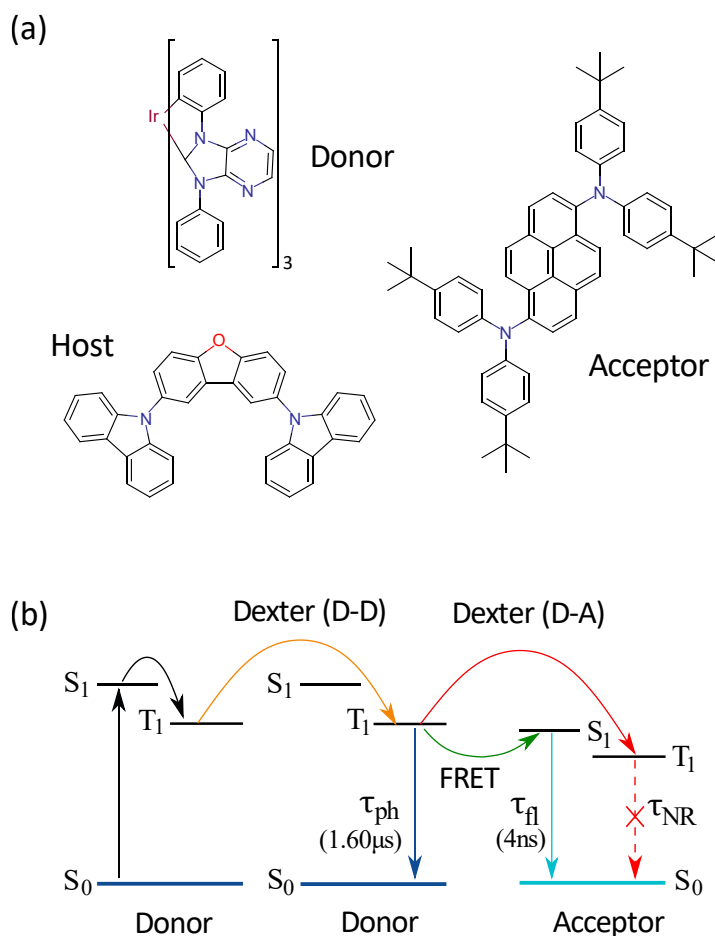 (a)
Ir
N
N
N
N
3
Donor
N
N
Acceptor
Host
O
N
N
(b)
Dexter (D-D)
Dexter (D-A)
S1
T1
S1
T1
S1
T1
FRET
τph
(1.60μs)
τfl
(4ns)
τNR
S0
S0
S0
Donor
Donor
Acceptor